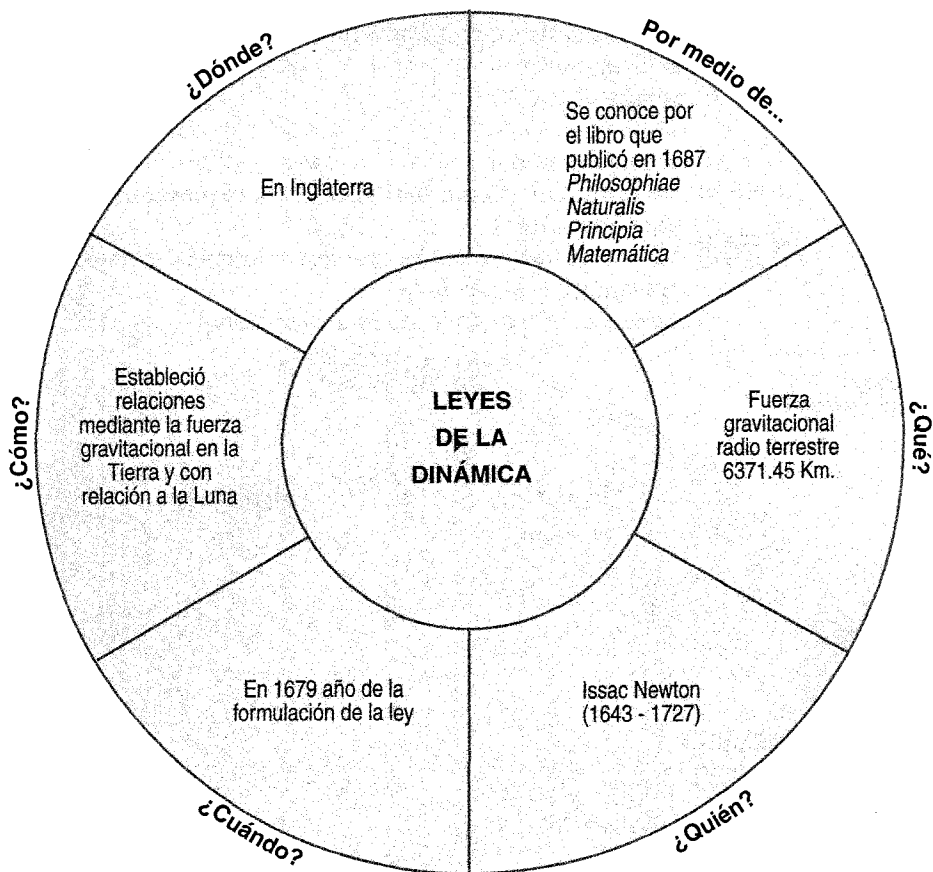 ¿Dónde?
En Inglaterra
Por medio de...
Se conoce por
el libro que
publicó en 1687
Philosophiae
Naturalis
Principia
Matemática
¿Qué?
Fuerza
gravitacional
radio terrestre
6371.45 Km.
¿Quién?
Issac Newton
(1643 - 1727)
¿Cuándo?
En 1679 año de la
formulación de la ley
¿Cómo?
Estableció
relaciones
mediante la fuerza
gravitacional en la
Tierra y con
relación a la Luna
LEYES
DE LA
DINÁMICA